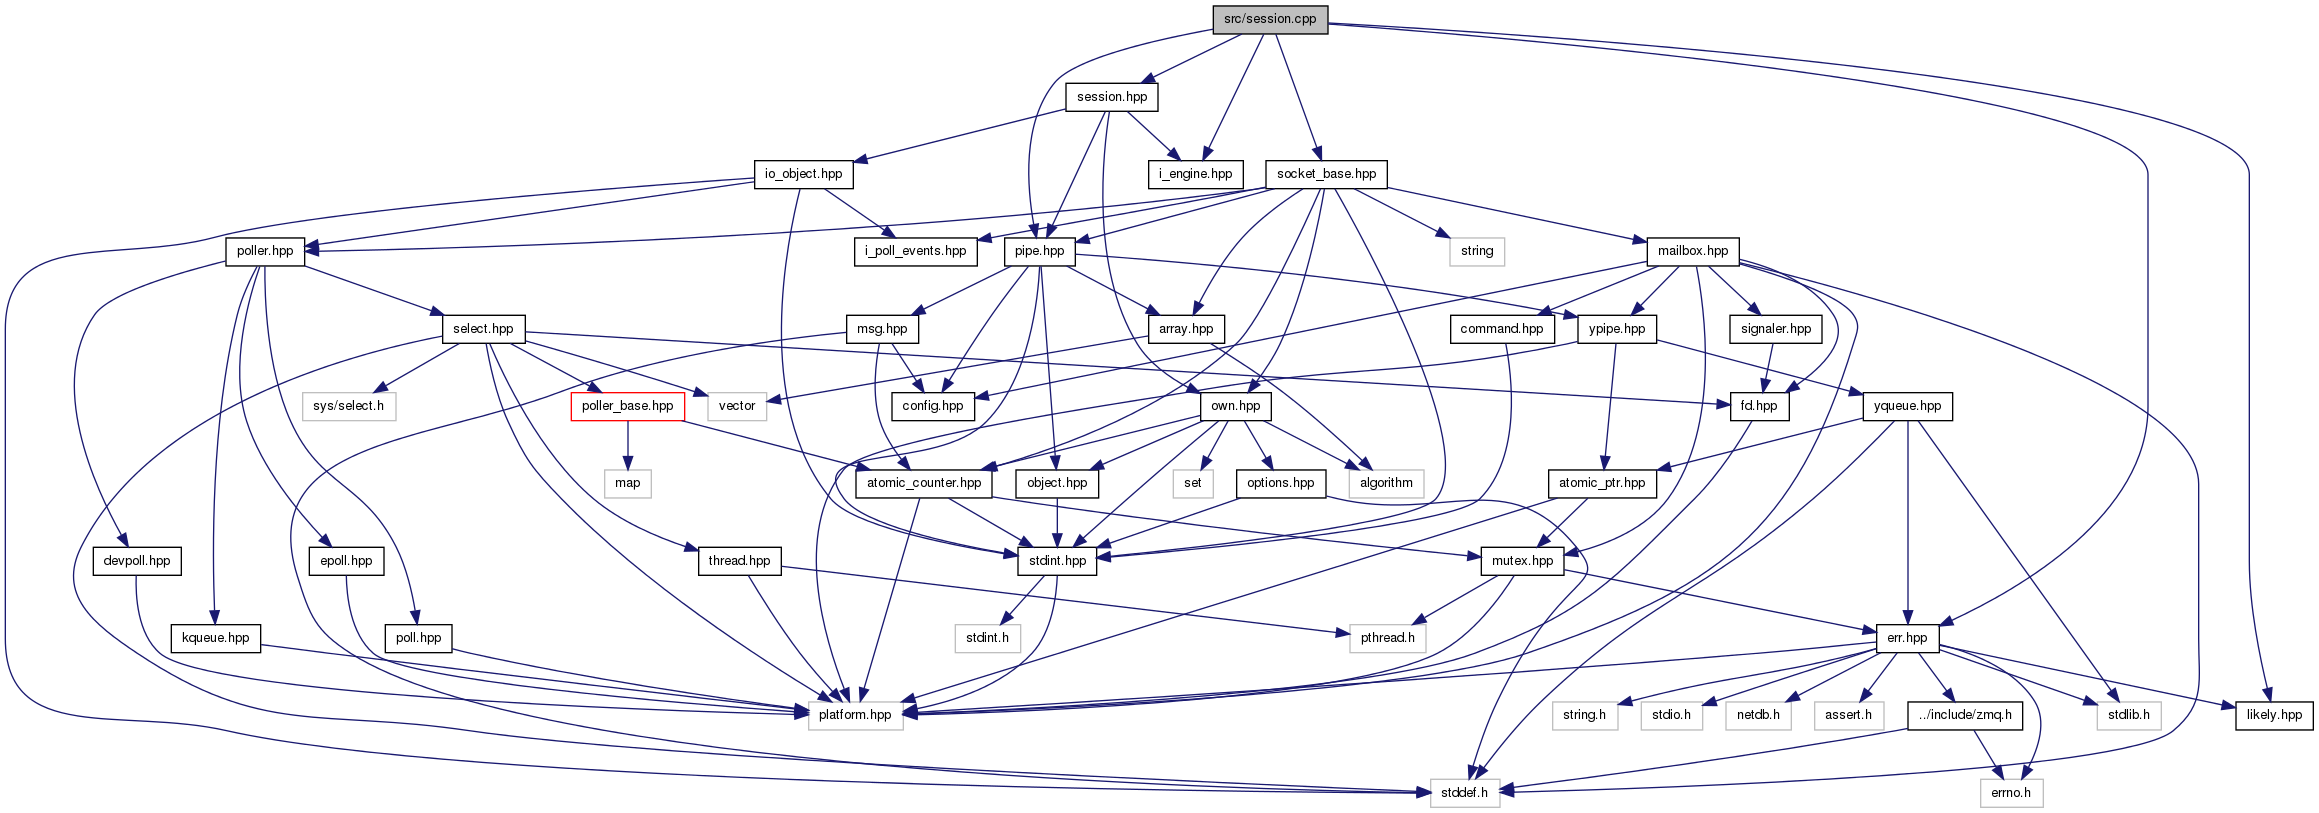 src/session.cpp
session.hpp
io_object.hpp
i_engine.hpp
socket_base.hpp
poller.hpp
i_poll_events.hpp
pipe.hpp
string
mailbox.hpp
select.hpp
msg.hpp
array.hpp
command.hpp
ypipe.hpp
signaler.hpp
sys/select.h
poller_base.hpp
vector
config.hpp
own.hpp
fd.hpp
yqueue.hpp
map
atomic_counter.hpp
object.hpp
set
options.hpp
algorithm
atomic_ptr.hpp
devpoll.hpp
epoll.hpp
thread.hpp
stdint.hpp
mutex.hpp
kqueue.hpp
poll.hpp
stdint.h
pthread.h
err.hpp
platform.hpp
string.h
stdio.h
netdb.h
assert.h
../include/zmq.h
stdlib.h
likely.hpp
stddef.h
errno.h